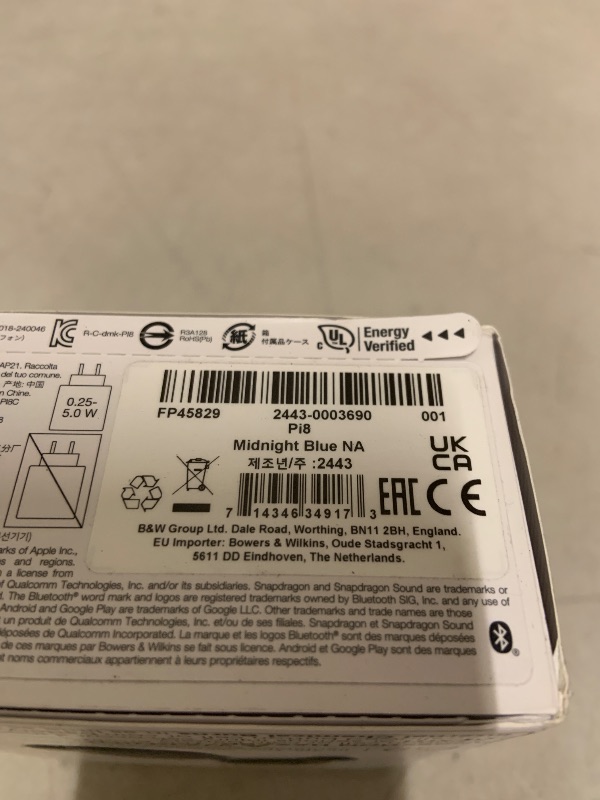 018-240046
フォン)
R-C-dmk-PI8
R3A128
RoHS(P8)
紙
箱
付属品ケース
c UL
Energy
Verified
AP21. Raccolta
del tuo comune.
产地: 中国
n Chine.
PI8C
0.25-
5.0 W
FP45829 2443-0003690 001
Pi8
Midnight Blue NA
제조년/주 :2443
UK
CA
7 14346 34917 3
EAC CE
B&W Group Ltd. Dale Road, Worthing, BN11 2BH, England.
EU Importer: Bowers & Wilkins, Oude Stadsgracht 1,
5611 DD Eindhoven, The Netherlands.
분기기)
arks of Apple Inc.,
es and regions.
n a license from
f Qualcomm Technologies, Inc. and/or its subsidiaries. Snapdragon and Snapdragon Sound are trademarks or
d. The Bluetooth® word mark and logos are registered trademarks owned by Bluetooth SIG, Inc, and any use of
Android and Google Play are trademarks of Google LLC. Other trademarks and trade names are those
t un produit de Qualcomm Technologies, Inc. et/ou de ses filiales. Snapdragon et Snapdragon Sound
déposées de Qualcomm Incorporated. La marque et les logos Bluetooth® sont des marques déposées
de ces marques par Bowers & Wilkins se fait sous licence. Android et Google Play sont des marques
t noms commerciaux appartiennent à leurs propriétaires respectifs.